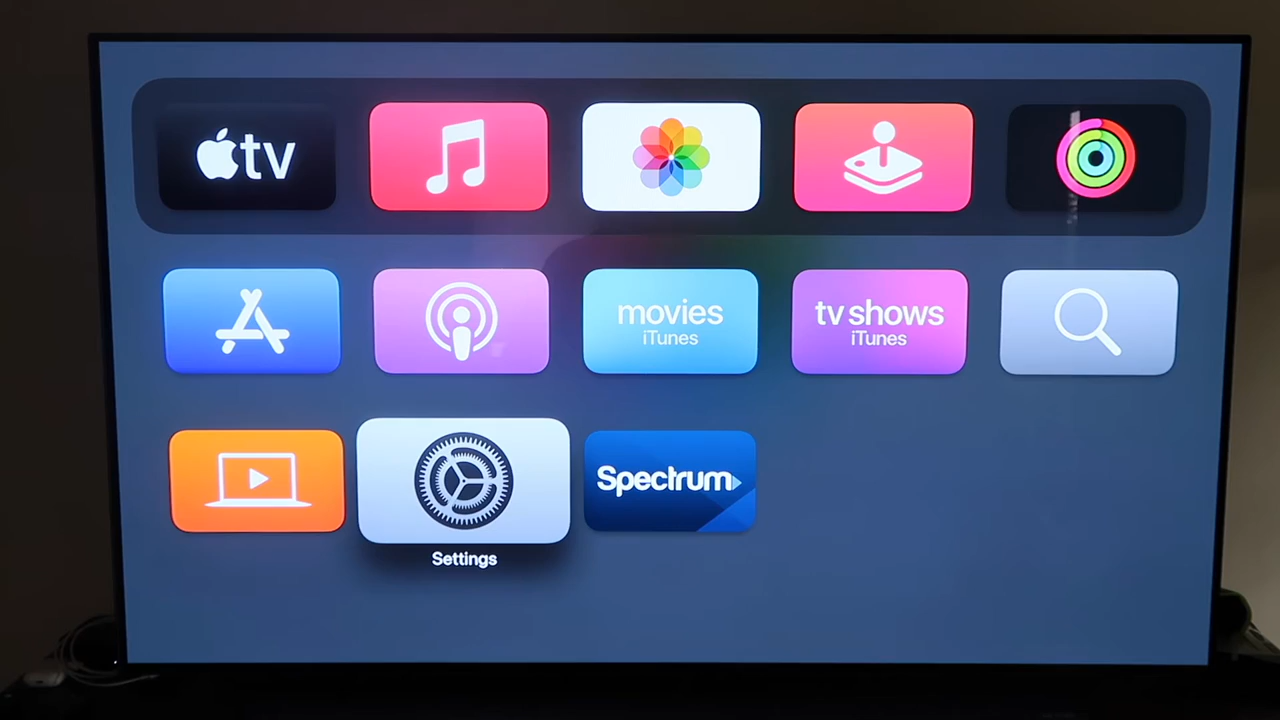 tv
movies
iTunes
tv shows
iTunes
Spectrum
Settings